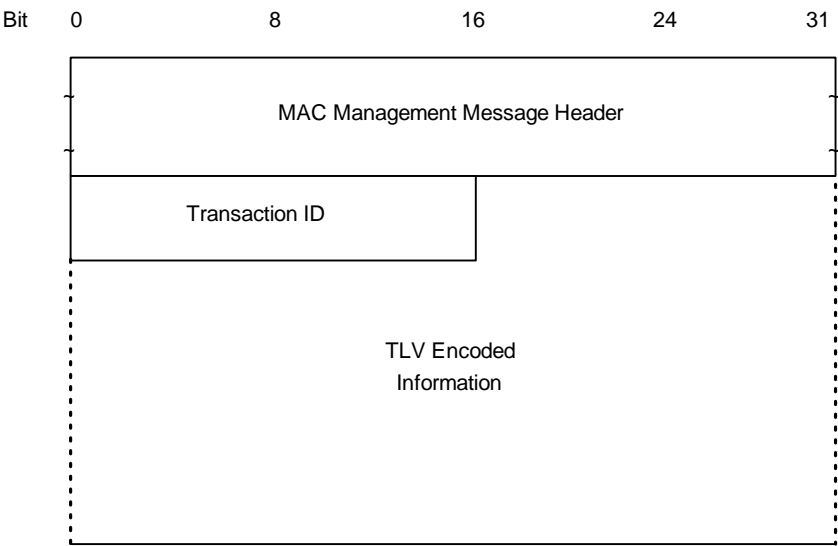 Bit 0 8 16 24 31
MAC Management Message Header
Transaction ID
TLV Encoded
Information